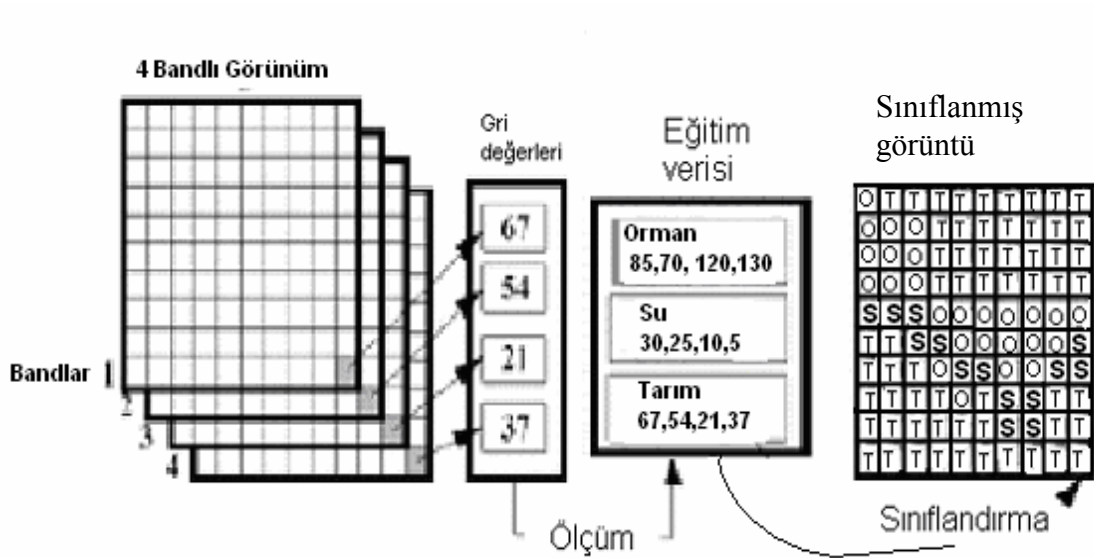 4 Bandlı Görünüm
Bandlar 1
2
3
4
Gri
değerleri
67
54
21
37
Eğitim
verisi
Orman
85,70, 120,130
Su
30,25,10,5
Tarım
67,54,21,37
Ölçüm
Sınıflanmış
görüntü
O T T T T T T T T T
O O O T T T T T T T
O O O T T T T T T T
O O O T T T T T T T
S S S O O O O O O O
T T S S O O O O O S
T T T O S S O O S S
T T T T O T S S T T
T T T T T T S S T T
T T T T T T T T T T
Sınıflandırma